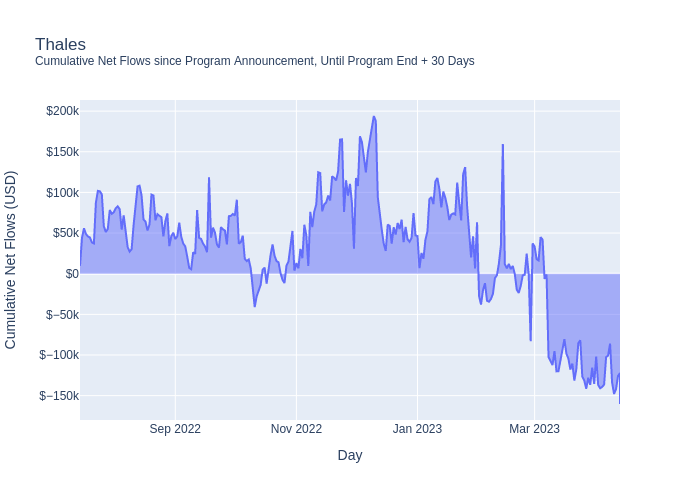 Thales
Cumulative Net Flows since Program Announcement, Until Program End + 30 Days
Cumulative Net Flows (USD)
$200k
$150k
$100k
$50k
$0
$−50k
$−100k
$−150k
Sep 2022
Nov 2022
Jan 2023
Mar 2023
Day